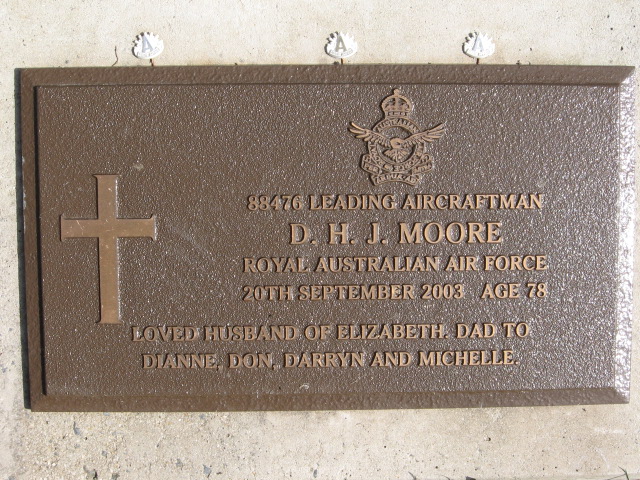 A A A
88476 LEADING AIRCRAFTMAN
D. H. J. MOORE
ROYAL AUSTRALIAN AIR FORCE
20TH SEPTEMBER 2003 AGE 78
LOVED HUSBAND OF ELIZABETH. DAD TO
DIANNE, DON, DARRYN AND MICHELLE.